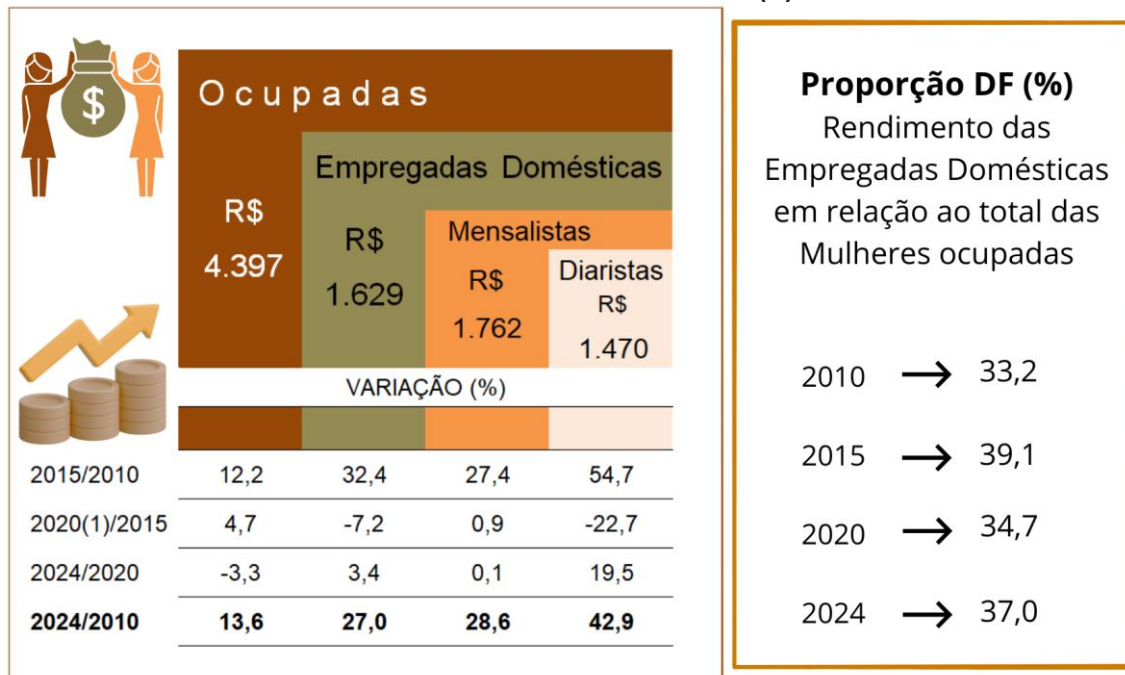 $
O c u p a d a s
R$
4.397
Empregadas Domésticas
R$
1.629
Mensalistas
R$
1.762
Diaristas
R$
1.470
VARIAÇÃO (%)
2015/2010 12,2 32,4 27,4 54,7
2020(1)/2015 4,7 -7,2 0,9 -22,7
2024/2020 -3,3 3,4 0,1 19,5
2024/2010 13,6 27,0 28,6 42,9
Proporção DF (%)
Rendimento das
Empregadas Domésticas
em relação ao total das
Mulheres ocupadas
2010 → 33,2
2015 → 39,1
2020 → 34,7
2024 → 37,0